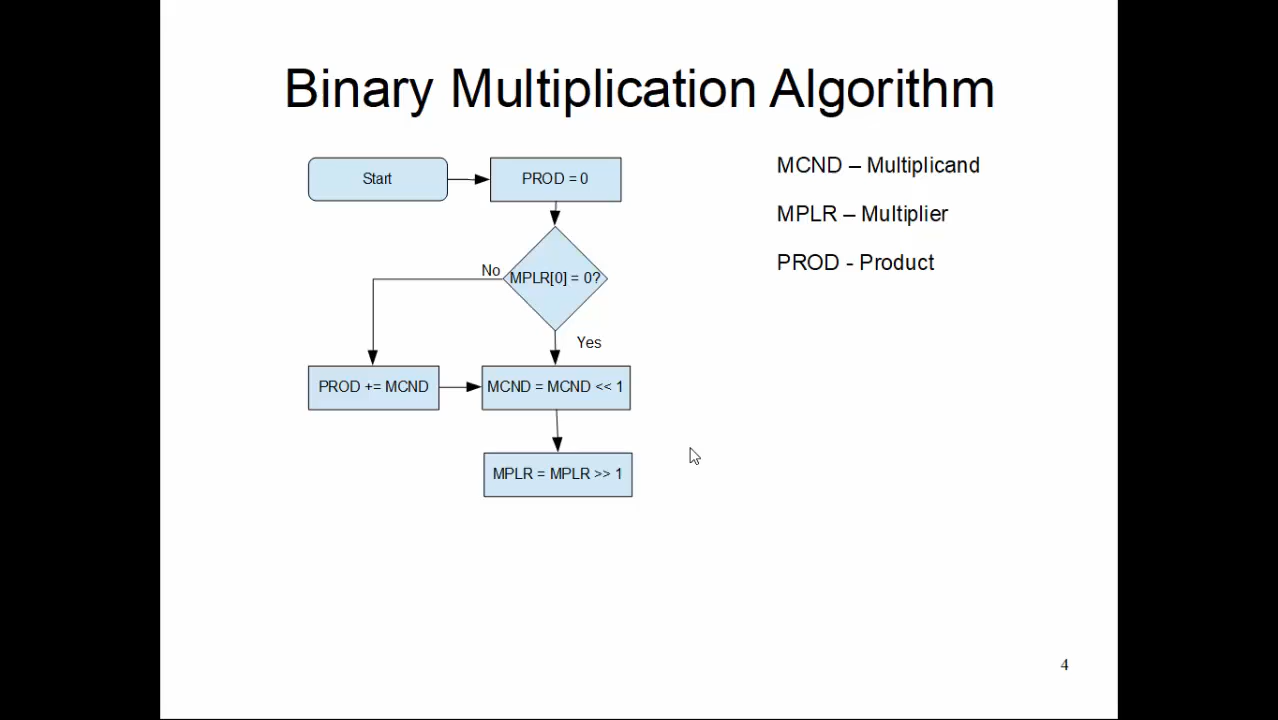 Binary Multiplication Algorithm
Start
PROD = 0
MCND – Multiplicand
MPLR – Multiplier
PROD - Product
No
MPLR[0] = 0?
Yes
PROD += MCND
MCND = MCND << 1
MPLR = MPLR >> 1
4